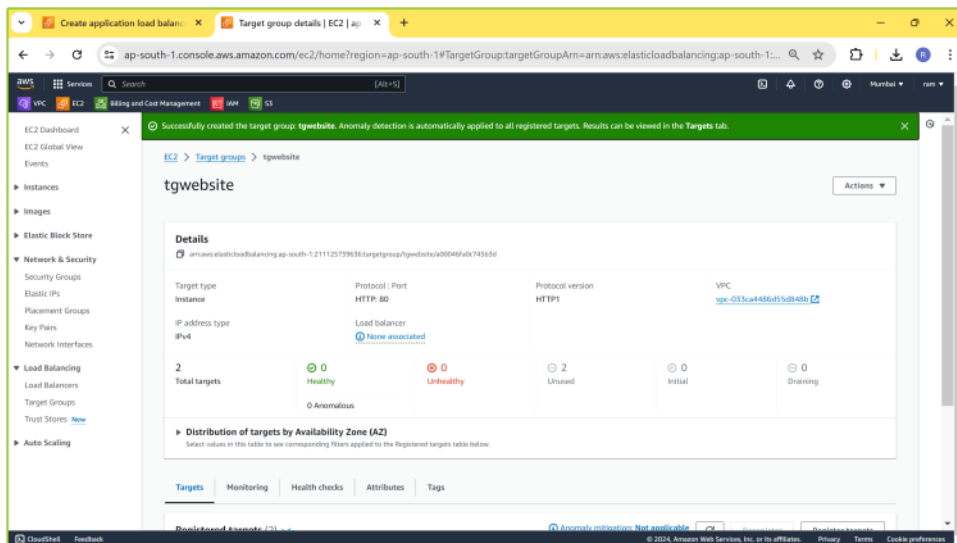 Create application load balanc
Target group details | EC2 | ap
ap-south-1.console.aws.amazon.com/ec2/home?region=ap-south-1#TargetGroup:targetGroupArn=arn:aws:elasticloadbalancing:ap-south-1:...
aws Services Search [Alt+S] Mumbai ram
VPC EC2 Billing and Cost Management IAM S3
EC2 Dashboard
EC2 Global View
Events
Instances
Images
Elastic Block Store
Network & Security
Security Groups
Elastic IPs
Placement Groups
Key Pairs
Network Interfaces
Load Balancing
Load Balancers
Target Groups
Trust Stores New
Auto Scaling
Successfully created the target group: tgwebsite. Anomaly detection is automatically applied to all registered targets. Results can be viewed in the Targets tab.
EC2 > Target groups > tgwebsite
tgwebsite
Actions
Details
arn:aws:elasticloadbalancing:ap-south-1:211125739636:targetgroup/tgwebsite/a00046fa0c745b3d
Target type
Instance
Protocol : Port
HTTP: 80
Protocol version
HTTP1
VPC
vpc-033ca4486d55d848b
IP address type
IPv4
Load balancer
None associated
2
Total targets
0
Healthy
0 Anomalous
0
Unhealthy
2
Unused
0
Initial
0
Draining
Distribution of targets by Availability Zone (AZ)
Select values in this table to see corresponding filters applied to the Registered targets table below.
Targets Monitoring Health checks Attributes Tags
Registered targets (2)
Anomaly mitigation: Not applicable
Deregister
Register targets
CloudShell Feedback
© 2024, Amazon Web Services, Inc. or its affiliates. Privacy Terms Cookie preferences